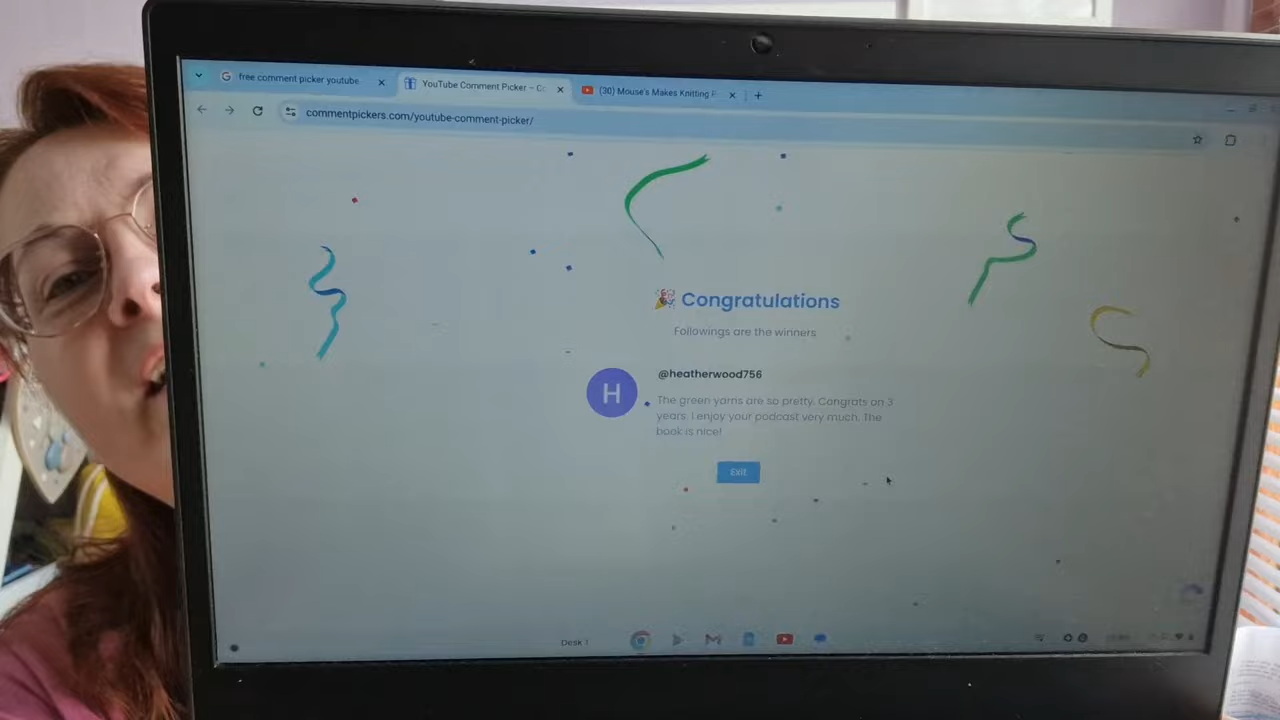 free comment picker youtube
YouTube Comment Picker – Co
(30) Mouse's Makes Knitting P
commentpickers.com/youtube-comment-picker/
Congratulations
Followings are the winners
H
@heatherwood756
The green yarns are so pretty. Congrats on 3
years. I enjoy your podcast very much. The
book is nice!
Exit
Desk 1